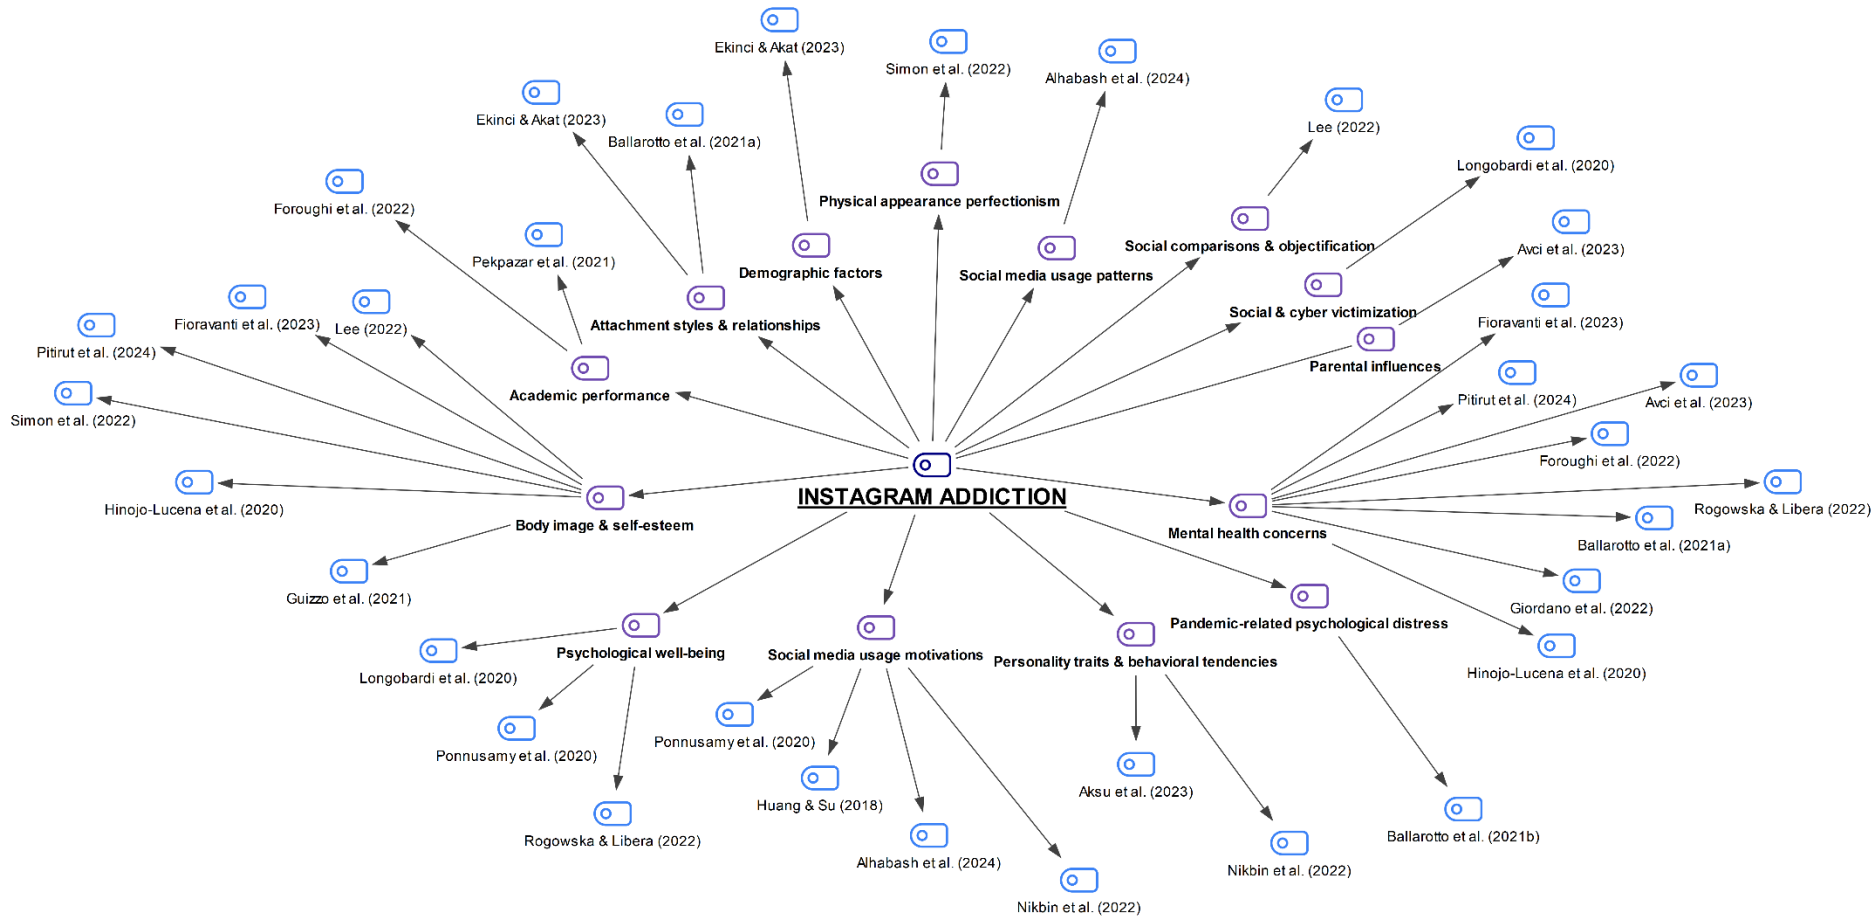 Ekinci & Akat (2023)
Simon et al. (2022)
Alhabash et al. (2024)
Ekinci & Akat (2023)
Ballarotto et al. (2021a)
Lee (2022)
Longobardi et al. (2020)
Foroughi et al. (2022)
Physical appearance perfectionism
Pekpazar et al. (2021)
Demographic factors
Social media usage patterns
Social comparisons & objectification
Avci et al. (2023)
Attachment styles & relationships
Social & cyber victimization
Fioravanti et al. (2023)
Lee (2022)
Fioravanti et al. (2023)
Pitirut et al. (2024)
Parental influences
Academic performance
Simon et al. (2022)
Pitirut et al. (2024)
Avci et al. (2023)
Foroughi et al. (2022)
INSTAGRAM ADDICTION
Hinojo-Lucena et al. (2020)
Body image & self-esteem
Mental health concerns
Rogowska & Libera (2022)
Ballarotto et al. (2021a)
Guizzo et al. (2021)
Giordano et al. (2022)
Pandemic-related psychological distress
Psychological well-being
Social media usage motivations
Personality traits & behavioral tendencies
Hinojo-Lucena et al. (2020)
Longobardi et al. (2020)
Ponnusamy et al. (2020)
Ponnusamy et al. (2020)
Huang & Su (2018)
Aksu et al. (2023)
Rogowska & Libera (2022)
Alhabash et al. (2024)
Ballarotto et al. (2021b)
Nikbin et al. (2022)
Nikbin et al. (2022)